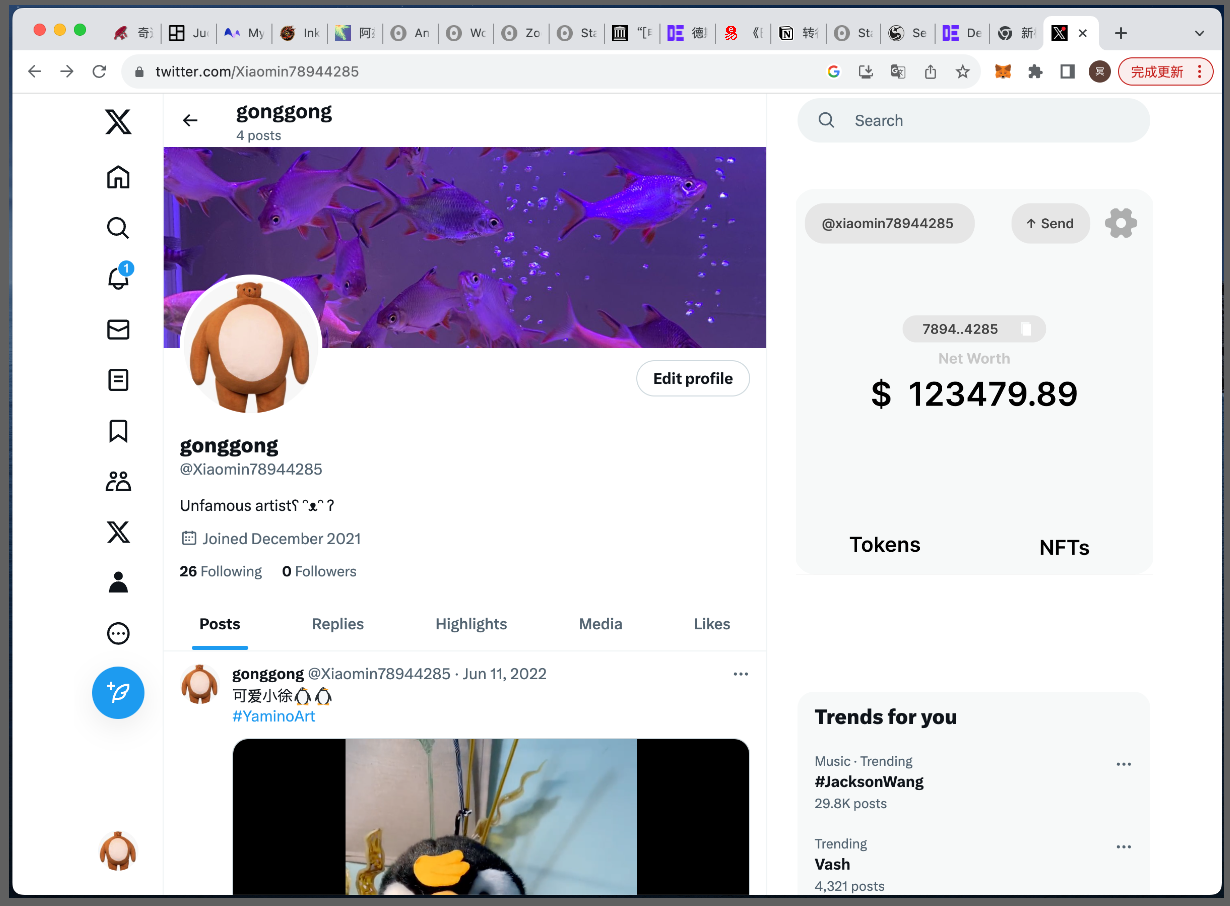 奇
Ju
My
Ink
阿
An
Wo
Zo
Sta
"[
德
《
转
Sta
Se
De
新
twitter.com/Xiaomin78944285
完成更新
gonggong
4 posts
Search
@xiaomin78944285
↑ Send
1
7894..4285
Net Worth
$ 123479.89
Edit profile
gonggong
@Xiaomin78944285
Unfamous artistʕ ᵔᴥᵔ ?
Joined December 2021
Tokens
NFTs
26 Following 0 Followers
Posts Replies Highlights Media Likes
gonggong @Xiaomin78944285 · Jun 11, 2022
可爱小徐🐧🐧
#YaminoArt
Trends for you
Music · Trending
#JacksonWang
29.8K posts
Trending
Vash
4,321 posts